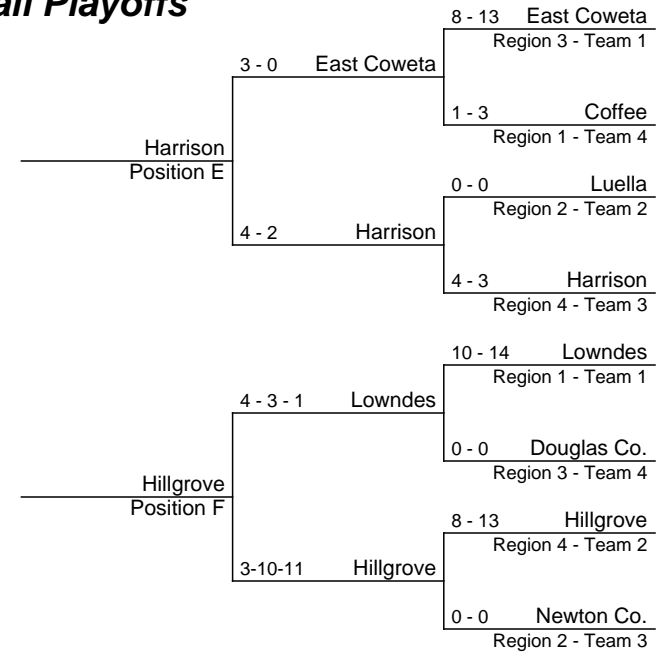 Playoffs
8 - 13 East Coweta
Region 3 - Team 1
3 - 0 East Coweta
1 - 3 Coffee
Region 1 - Team 4
Harrison
Position E
0 - 0 Luella
Region 2 - Team 2
4 - 2 Harrison
4 - 3 Harrison
Region 4 - Team 3
10 - 14 Lowndes
Region 1 - Team 1
4 - 3 - 1 Lowndes
0 - 0 Douglas Co.
Region 3 - Team 4
Hillgrove
Position F
8 - 13 Hillgrove
Region 4 - Team 2
3-10-11 Hillgrove
0 - 0 Newton Co.
Region 2 - Team 3